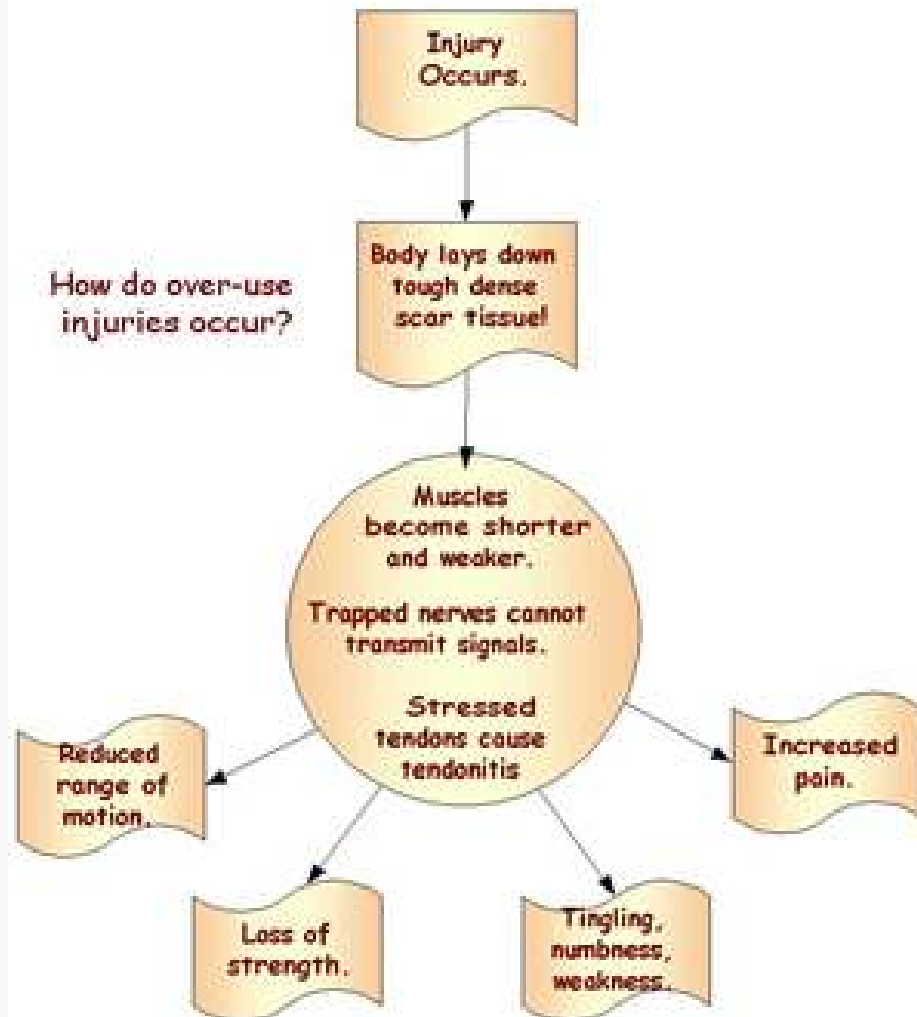 Injury
Occurs.
Body lays down
tough dense
scar tissue!
How do over-use
injuries occur?
Muscles
become shorter
and weaker.
Trapped nerves cannot
transmit signals.
Stressed
tendons cause
tendonitis
Reduced
range of
motion.
Loss of
strength.
Tingling,
numbness,
weakness.
Increased
pain.